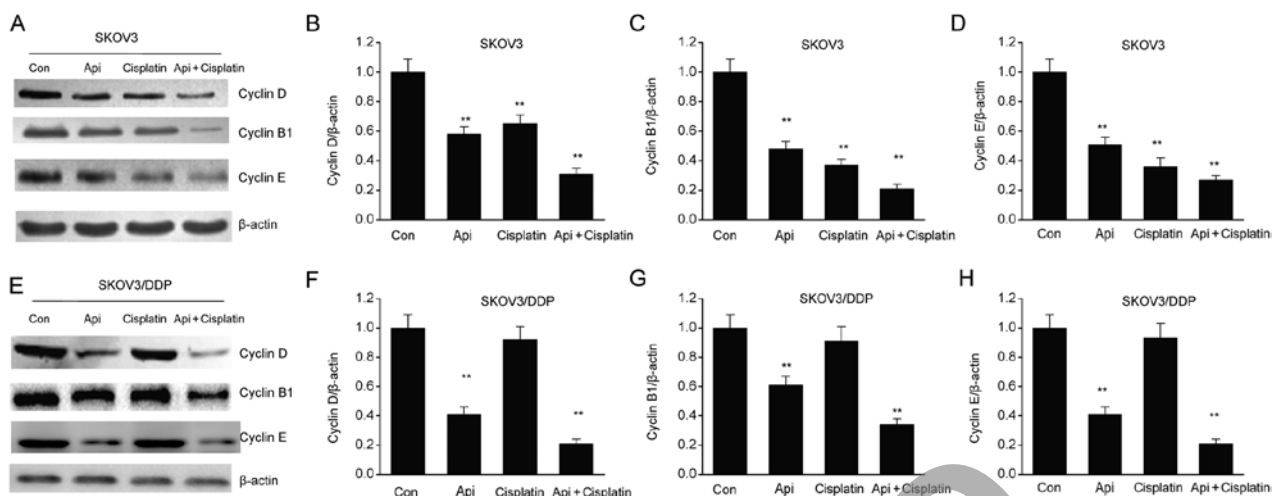 A
SKOV3
Con Api Cisplatin Api + Cisplatin
Cyclin D
Cyclin B1
Cyclin E
β-actin
B
SKOV3
Cyclin D/β-actin
1.2
1.0
0.8
0.6
0.4
0.2
0.0
** ** **
Con Api Cisplatin Api + Cisplatin
C
SKOV3
Cyclin B1/β-actin
1.2
1.0
0.8
0.6
0.4
0.2
0.0
** ** **
Con Api Cisplatin Api + Cisplatin
D
SKOV3
Cyclin E/β-actin
1.2
1.0
0.8
0.6
0.4
0.2
0.0
** ** **
Con Api Cisplatin Api + Cisplatin
E
SKOV3/DDP
Con Api Cisplatin Api + Cisplatin
Cyclin D
Cyclin B1
Cyclin E
β-actin
F
SKOV3/DDP
Cyclin D/β-actin
1.2
1.0
0.8
0.6
0.4
0.2
0.0
** **
Con Api Cisplatin Api + Cisplatin
G
SKOV3/DDP
Cyclin B1/β-actin
1.2
1.0
0.8
0.6
0.4
0.2
0.0
** **
Con Api Cisplatin Api + Cisplatin
H
SKOV3/DDP
Cyclin E/β-actin
1.2
1.0
0.8
0.6
0.4
0.2
0.0
** **
Con Api Cisplatin Api + Cisplatin